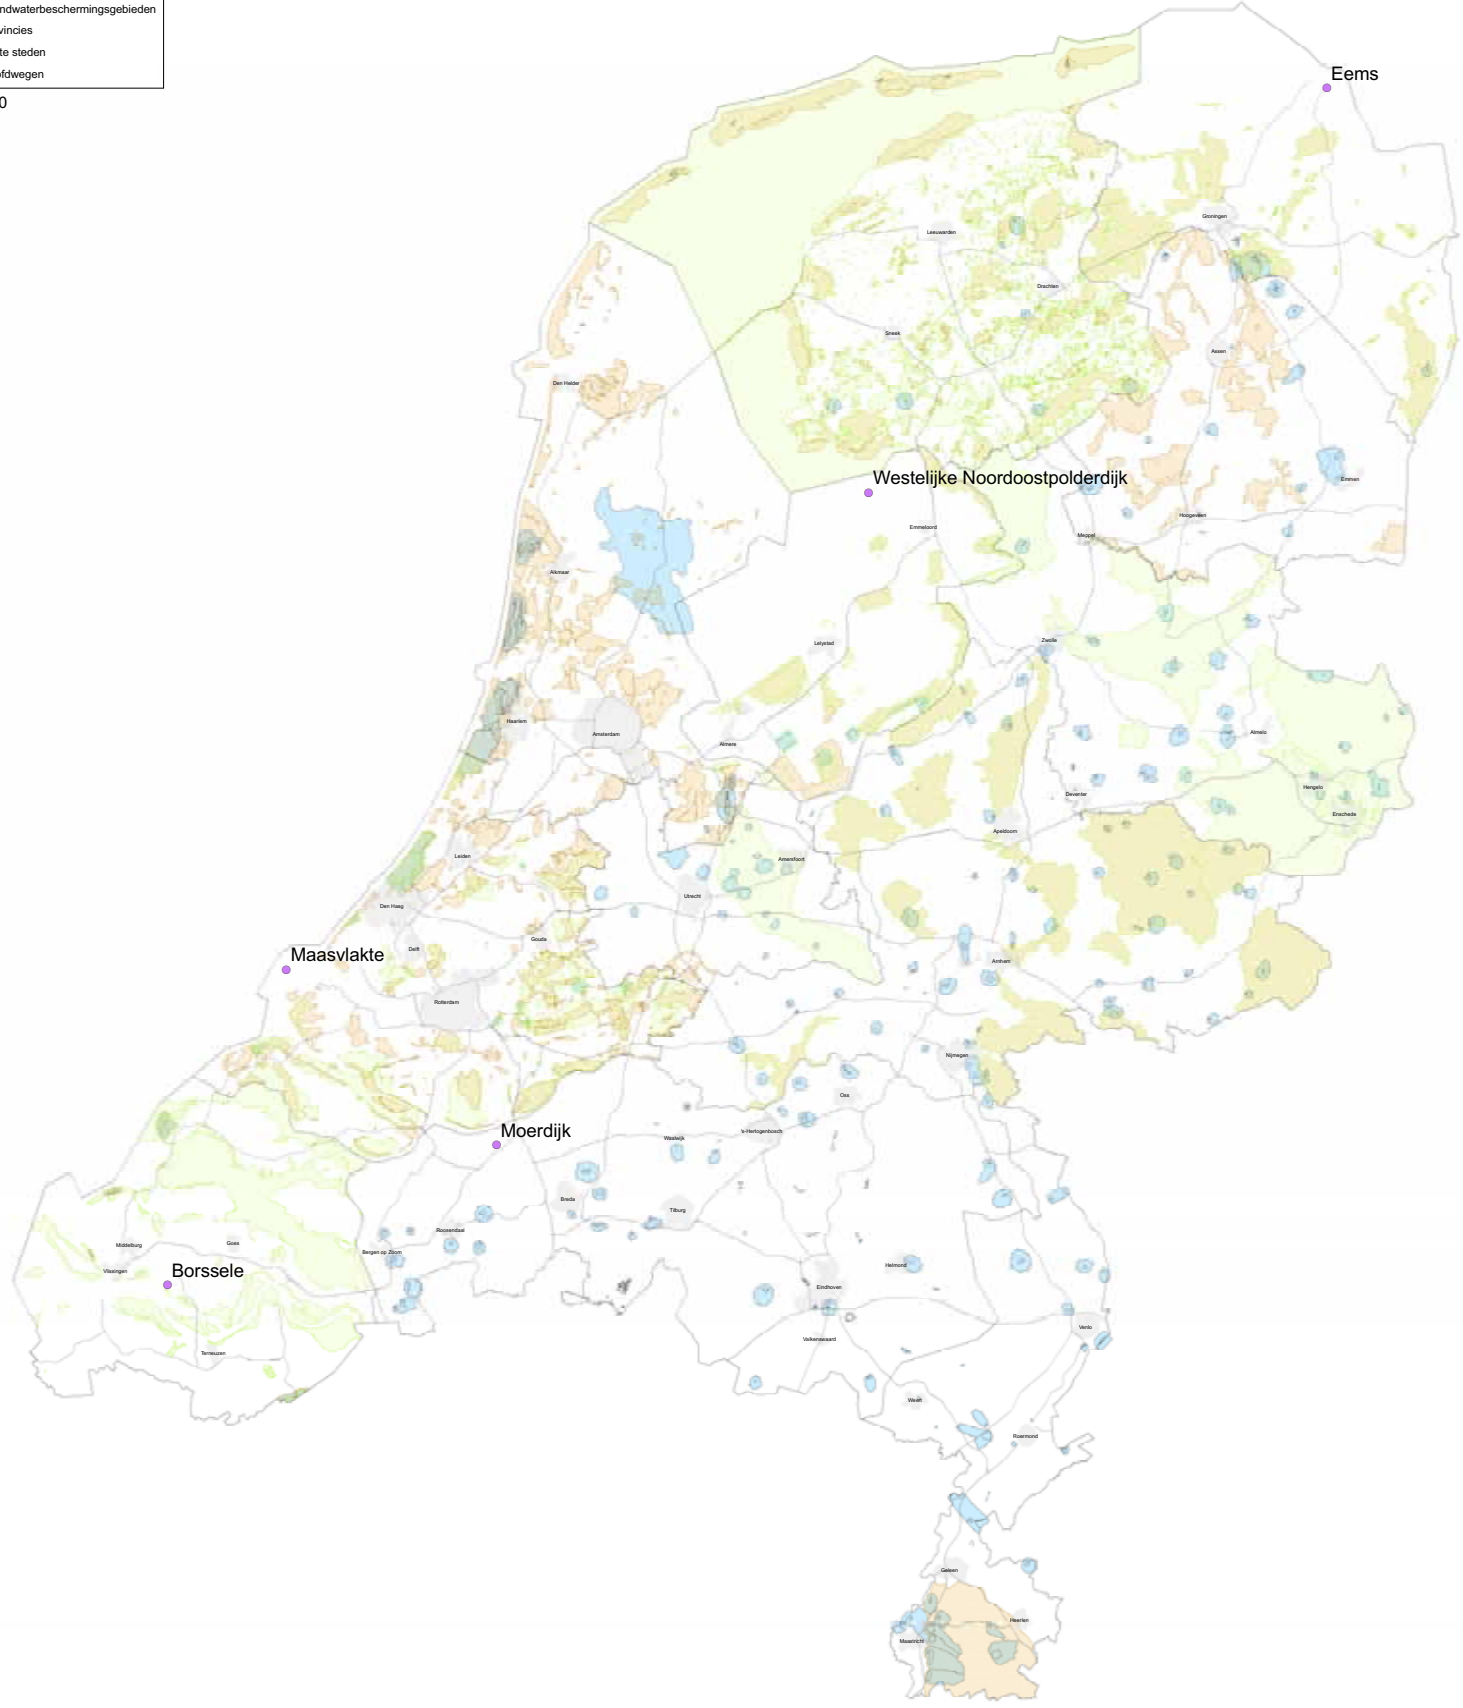 ndwaterbeschermingsgebieden
vincies
te steden
fdwegen
0
Eems
Groningen
Leeuwarden
Drachten
Sneek
Assen
Den Helder
Westelijke Noordoostpolderdijk
Emmen
Hoogeveen
Emmeloord
Meppel
Alkmaar
Zwolle
Lelystad
Haarlem
Amsterdam
Almere
Almelo
Hengelo
Deventer
Enschede
Apeldoorn
Leiden
Amersfoort
Utrecht
Den Haag
Gouda
Delft
Maasvlakte
Arnhem
Rotterdam
Nijmegen
Oss
Moerdijk
's-Hertogenbosch
Waalwijk
Breda
Tilburg
Roosendaal
Goes
Middelburg
Bergen op Zoom
Helmond
Vlissingen
Borssele
Eindhoven
Venlo
Valkenswaard
Terneuzen
Weert
Roermond
Geleen
Heerlen
Maastricht